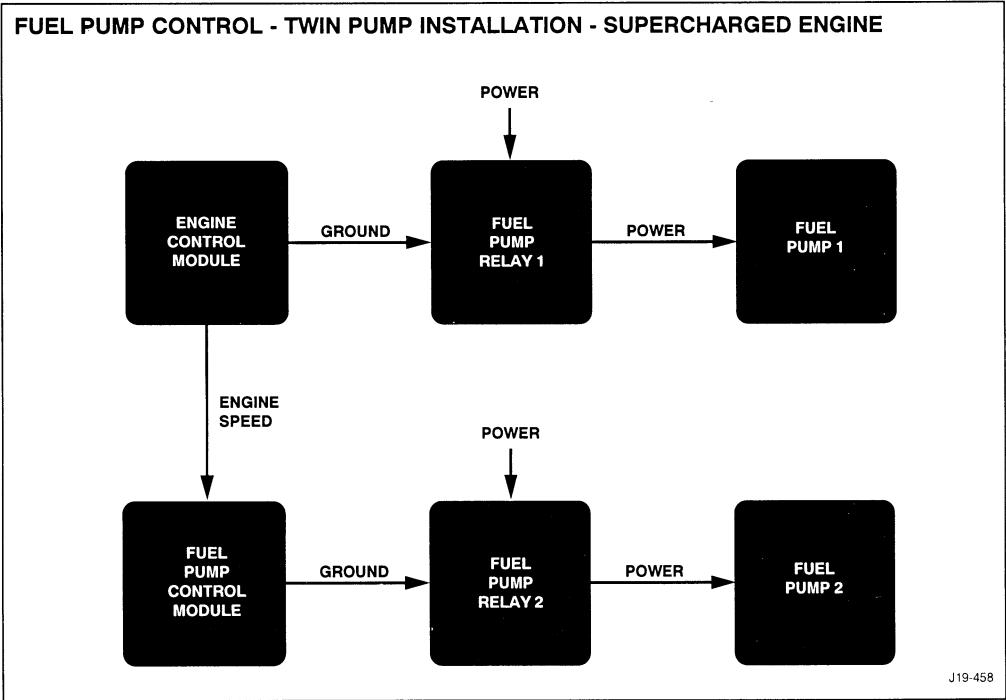 FUEL PUMP CONTROL - TWIN PUMP INSTALLATION - SUPERCHARGED ENGINE
POWER
ENGINE
CONTROL
MODULE
GROUND
FUEL
PUMP
RELAY 1
POWER
FUEL
PUMP 1
ENGINE
SPEED
POWER
FUEL
PUMP
CONTROL
MODULE
GROUND
FUEL
PUMP
RELAY 2
POWER
FUEL
PUMP 2
J19-458